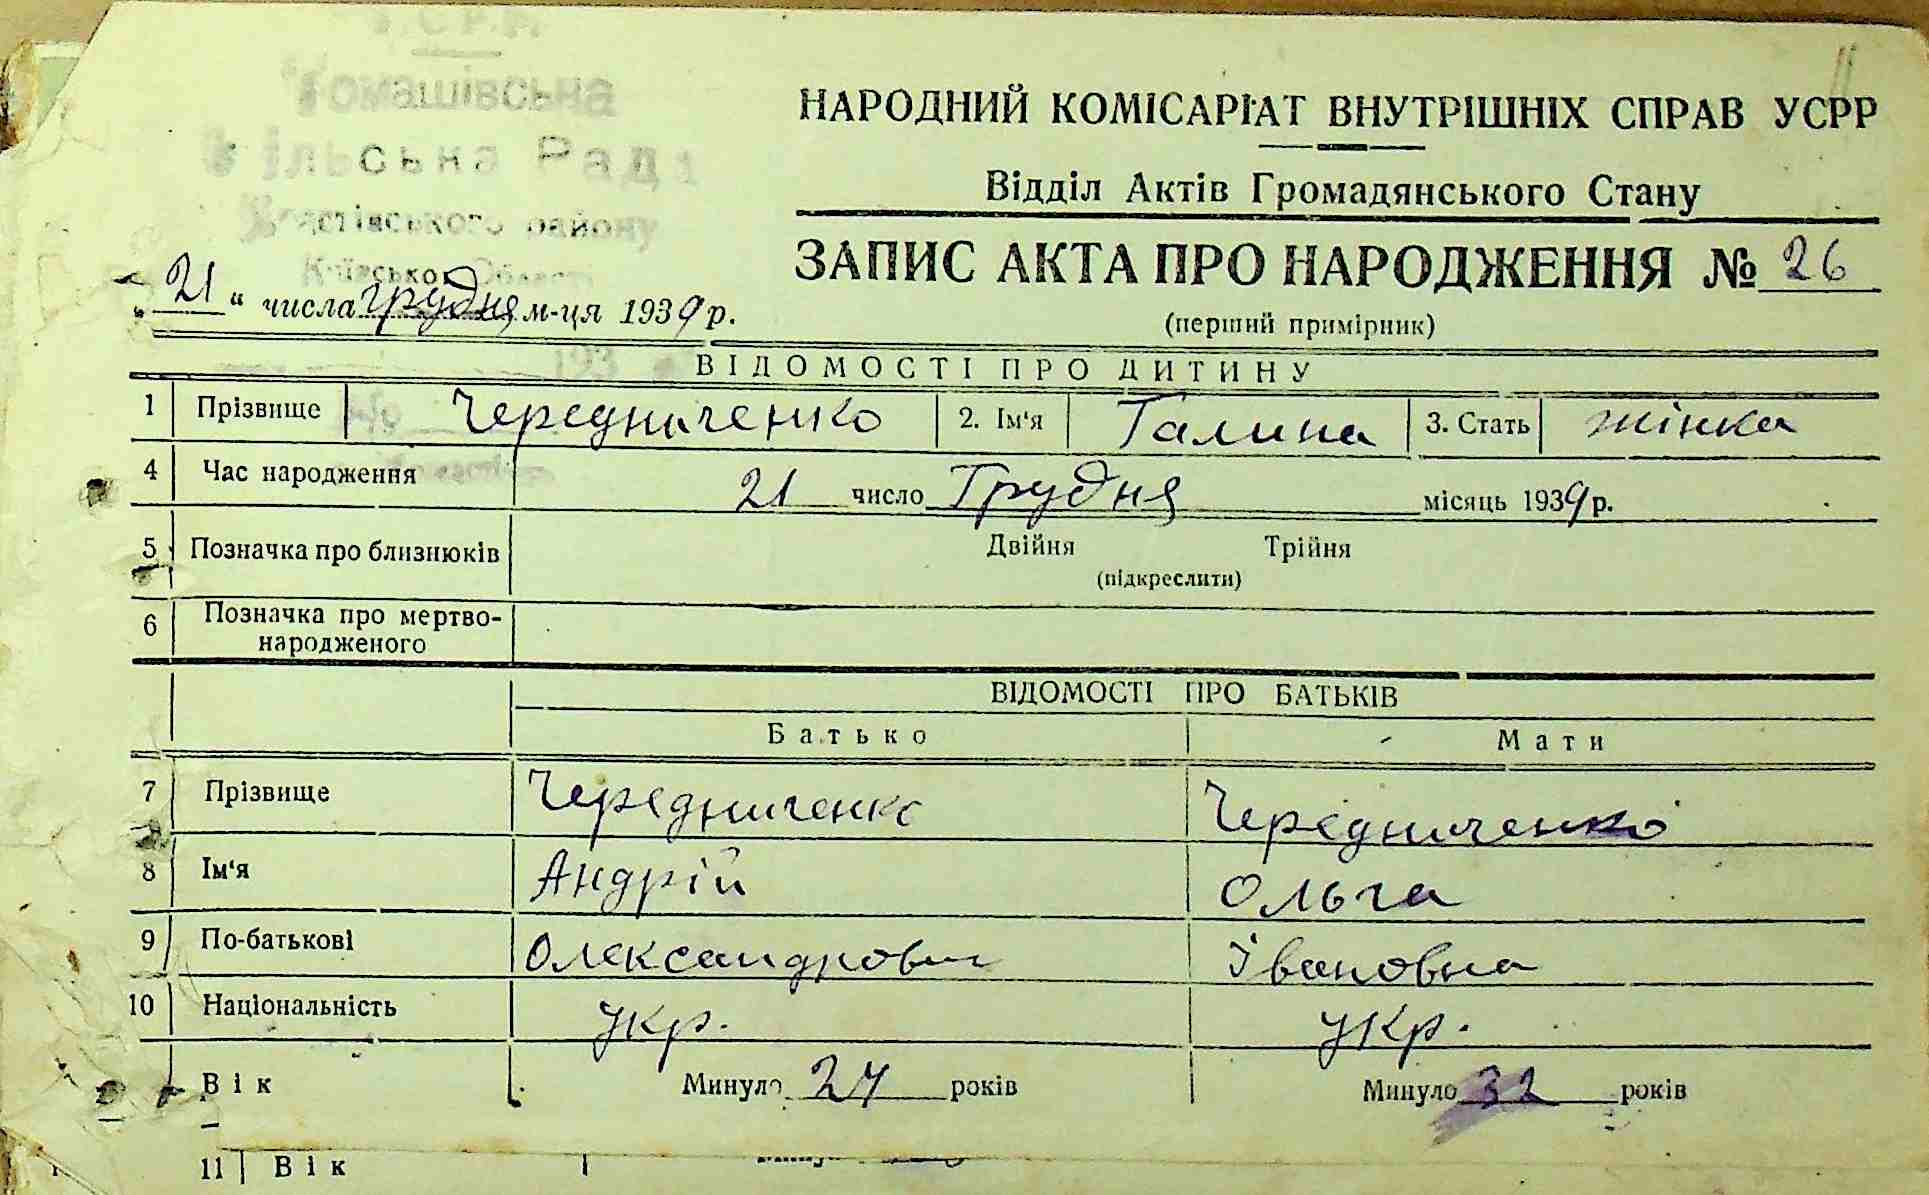 У.С.Р.Р.
Томашівська
Сільська Рада
району
Київської Області
НАРОДНИЙ КОМІСАРІАТ ВНУТРІШНІХ СПРАВ УСРР
Відділ Актів Громадянського Стану
ЗАПИС АКТА ПРО НАРОДЖЕННЯ № 26
(перший примірник)
„21“ числа грудня м-ця 1939 р.
193
ВІДОМОСТІ ПРО ДИТИНУ
1 Прізвище Чередниченко 2. Ім'я Галина 3. Стать жінка
4 Час народження 21 число Грудня місяць 1939 р.
5 Позначка про близнюків Двійня Трійня
(підкреслити)
6 Позначка про мертво-
народженого
ВІДОМОСТІ ПРО БАТЬКІВ
Батько Мати
7 Прізвище Чередниченко Чередниченко
8 Ім'я Андрій Ольга
9 По-батькові Олександрович Івановна
10 Національність укр. укр.
Вік Минуло 27 років Минуло 32 років
11 Вік